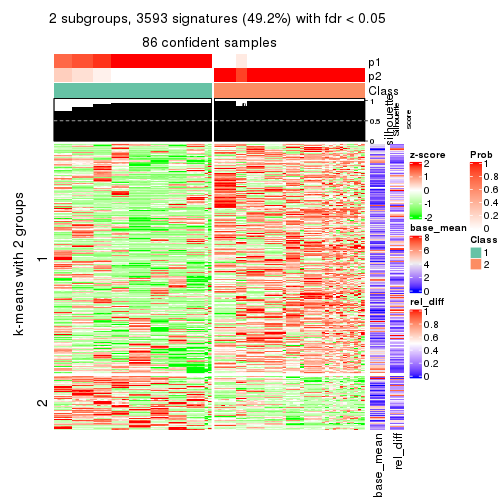 2 subgroups, 3593 signatures (49.2%) with fdr < 0.05
86 confident samples
p1
p2
Class
1
0.5
0
silhouette
Silhouette
score
k-means with 2 groups
1
2
base_mean
rel_diff
z-score
2
1
0
-1
-2
base_mean
8
6
4
2
0
rel_diff
1
0.8
0.6
0.4
0.2
0
Prob
1
0.8
0.6
0.4
0.2
0
Class
1
2